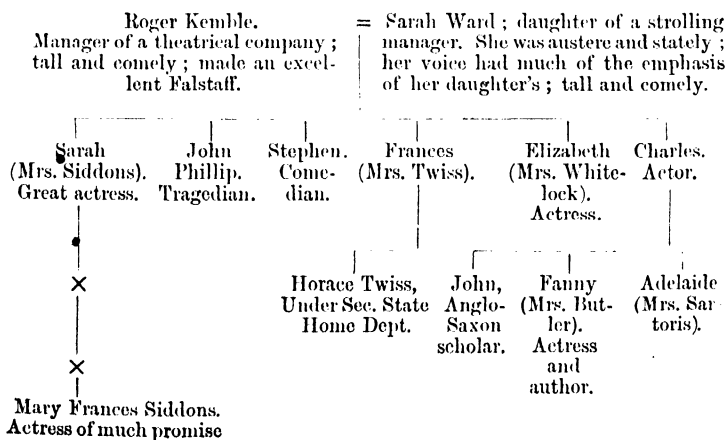 Roger Kemble.
Manager of a theatrical company ;
tall and comely ; made an excel-
lent Falstaff.
= Sarah Ward ; daughter of a strolling
manager. She was austere and stately ;
her voice had much of the emphasis
of her daughter's ; tall and comely.
Sarah
(Mrs. Siddons).
Great actress.
John
Phillip.
Tragedian.
Stephen.
Come-
dian.
Frances
(Mrs. Twiss).
Elizabeth
(Mrs. White-
lock).
Actress.
Charles.
Actor.
Horace Twiss,
Under Sec. State
Home Dept.
John,
Anglo-
Saxon
scholar.
Fanny
(Mrs. But-
ler).
Actress
and
author.
Adelaide
(Mrs. Sar
toris).
×
×
Mary Frances Siddons.
Actress of much promise